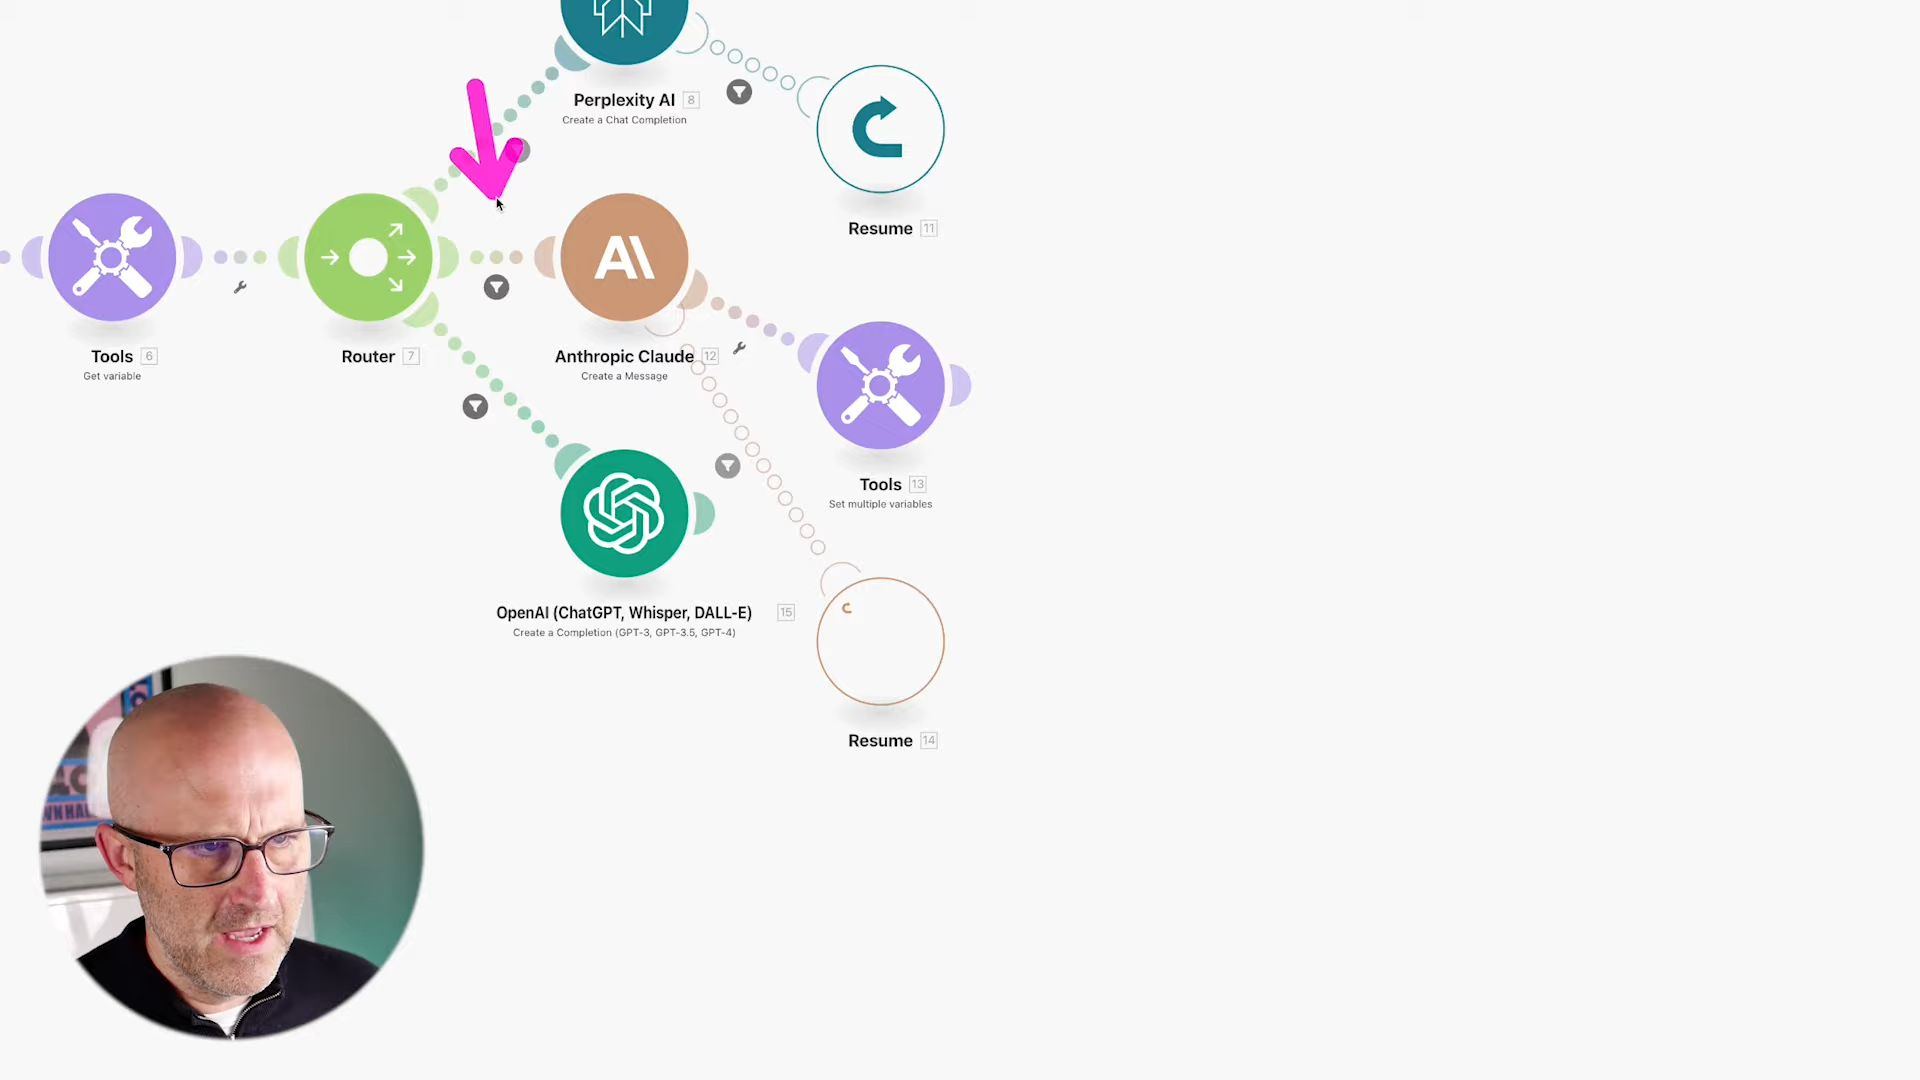 Perplexity AI 8
Create a Chat Completion
Resume 11
Tools 6
Get variable
Router 7
Anthropic Claude 12
Create a Message
Tools 13
Set multiple variables
OpenAI (ChatGPT, Whisper, DALL-E) 15
Create a Completion (GPT-3, GPT-3.5, GPT-4)
Resume 14